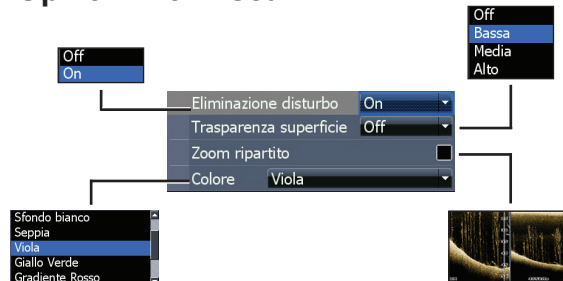 Off
On
Off
Bassa
Media
Alto
Eliminazione disturbo On
Trasparenza superficie Off
Zoom ripartito
Colore Viola
Sfondo bianco
Seppia
Viola
Giallo Verde
Gradiente Rosso